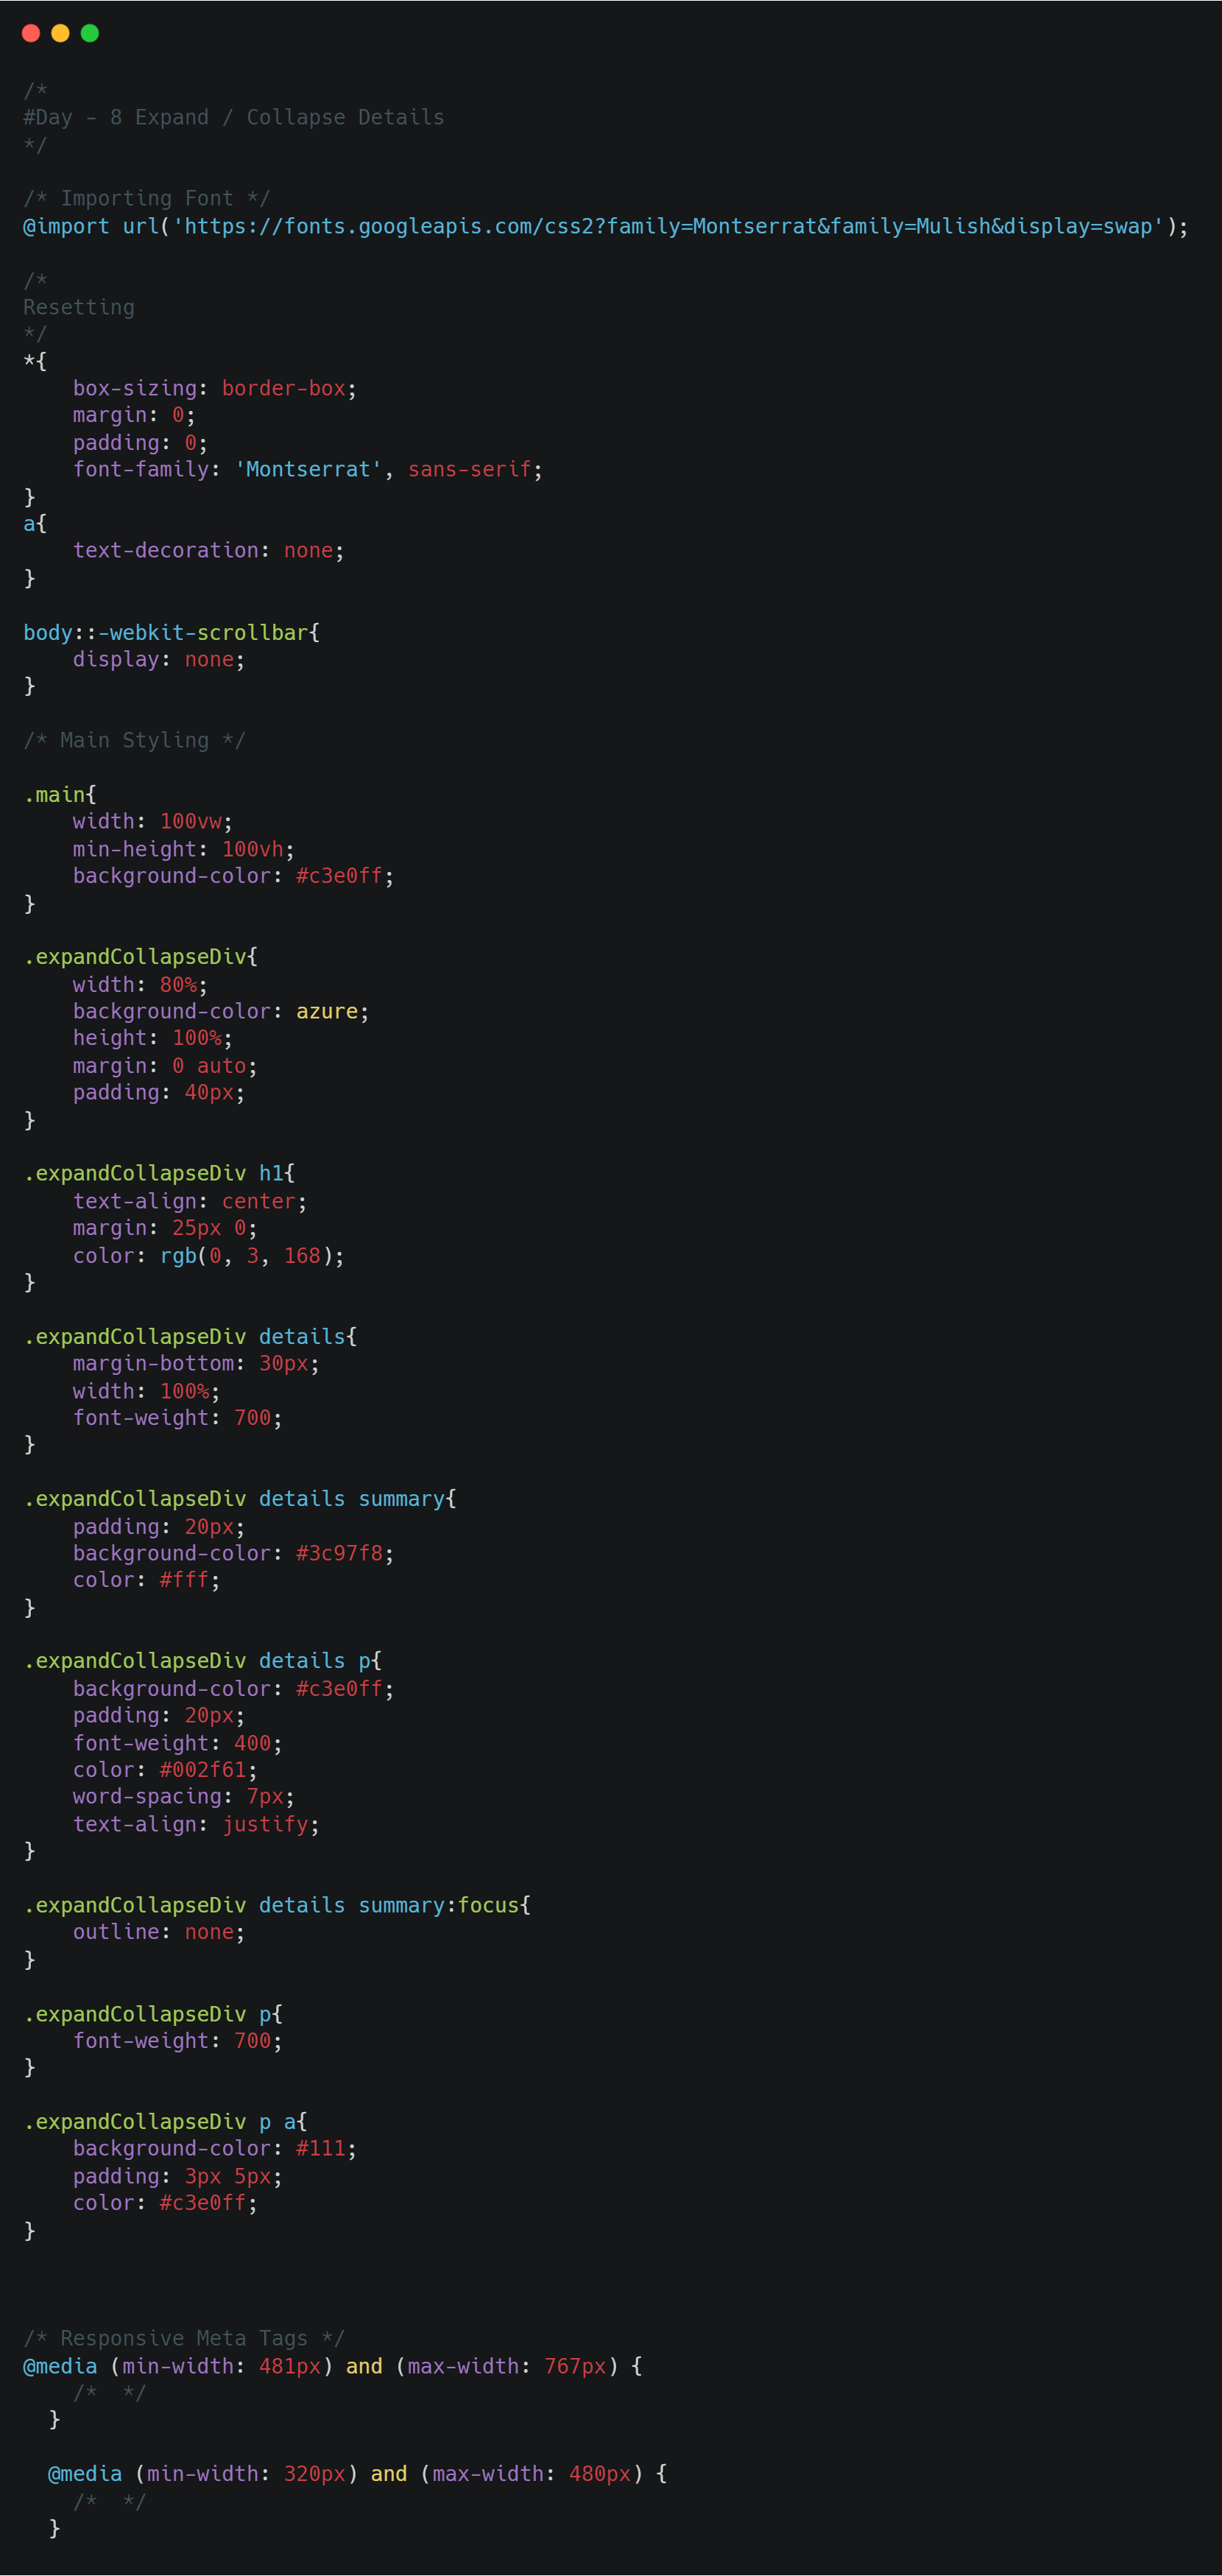 /*
#Day - 8 Expand / Collapse Details
*/

/* Importing Font */
@import url('https://fonts.googleapis.com/css2?family=Montserrat&family=Mulish&display=swap');

/*
Resetting
*/
*{
    box-sizing: border-box;
    margin: 0;
    padding: 0;
    font-family: 'Montserrat', sans-serif;
}
a{
    text-decoration: none;
}

body::-webkit-scrollbar{
    display: none;
}

/* Main Styling */

.main{
    width: 100vw;
    min-height: 100vh;
    background-color: #c3e0ff;
}

.expandCollapseDiv{
    width: 80%;
    background-color: azure;
    height: 100%;
    margin: 0 auto;
    padding: 40px;
}

.expandCollapseDiv h1{
    text-align: center;
    margin: 25px 0;
    color: rgb(0, 3, 168);
}

.expandCollapseDiv details{
    margin-bottom: 30px;
    width: 100%;
    font-weight: 700;
}

.expandCollapseDiv details summary{
    padding: 20px;
    background-color: #3c97f8;
    color: #fff;
}

.expandCollapseDiv details p{
    background-color: #c3e0ff;
    padding: 20px;
    font-weight: 400;
    color: #002f61;
    word-spacing: 7px;
    text-align: justify;
}

.expandCollapseDiv details summary:focus{
    outline: none;
}

.expandCollapseDiv p{
    font-weight: 700;
}

.expandCollapseDiv p a{
    background-color: #111;
    padding: 3px 5px;
    color: #c3e0ff;
}

/* Responsive Meta Tags */
@media (min-width: 481px) and (max-width: 767px) {
    /*  */
  }

  @media (min-width: 320px) and (max-width: 480px) {
    /*  */
  }